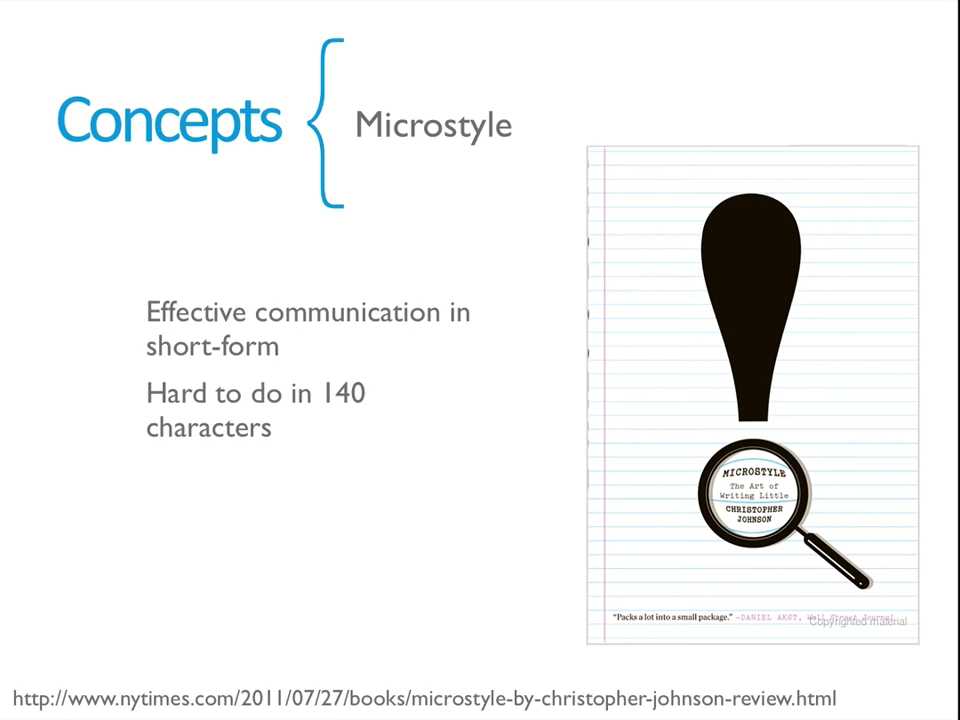 Concepts
Microstyle
Effective communication in
short-form
Hard to do in 140
characters
MICROSTYLE
The Art of
Writing Little
CHRISTOPHER
JOHNSON
"Packs a lot into a small package." —DANIEL AKST, Wall Street Journal
Copyrighted material
http://www.nytimes.com/2011/07/27/books/microstyle-by-christopher-johnson-review.html